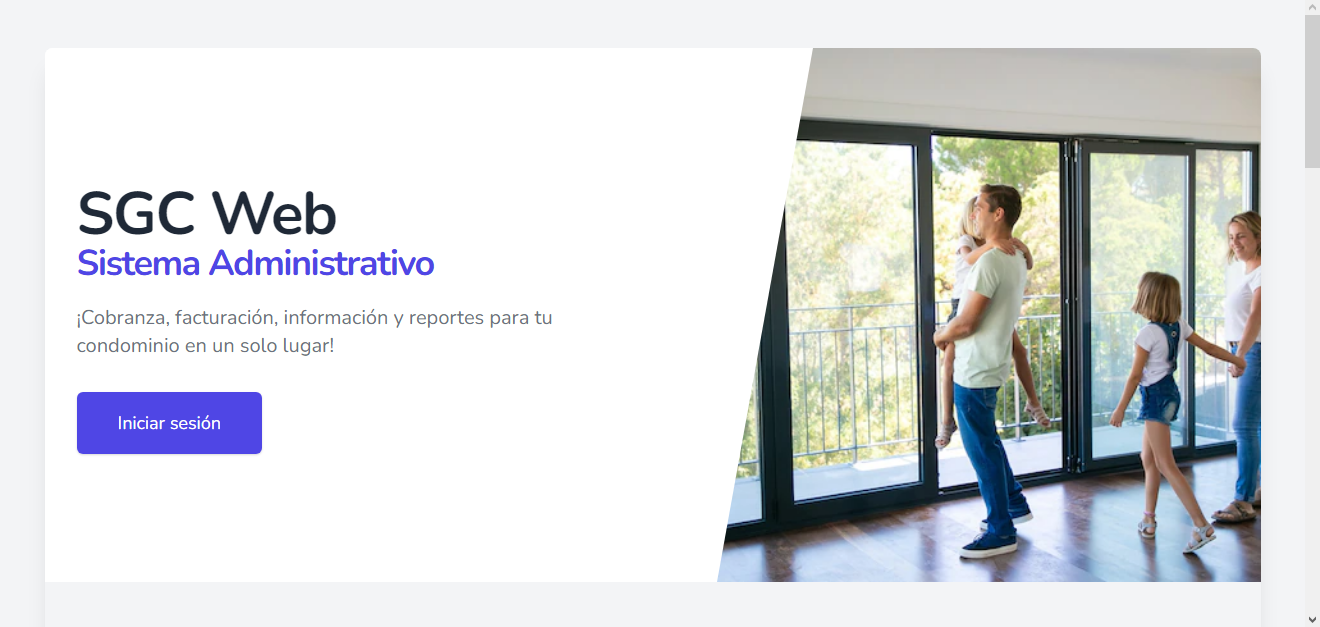 SGC Web
Sistema Administrativo
¡Cobranza, facturación, información y reportes para tu
condominio en un solo lugar!
Iniciar sesión